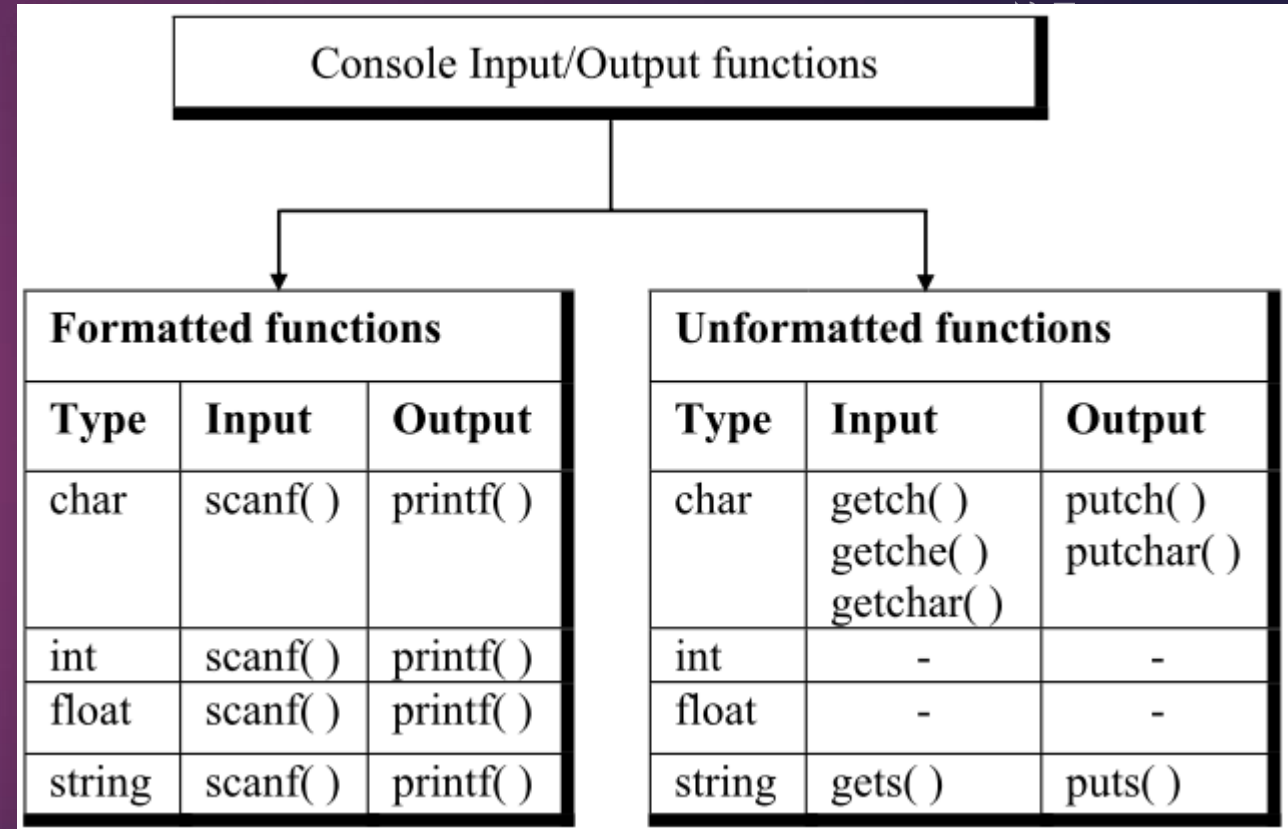 Console Input/Output functions
Formatted functions
Type Input Output
char scanf( ) printf( )
int scanf( ) printf( )
float scanf( ) printf( )
string scanf( ) printf( )
Unformatted functions
Type Input Output
char getch( ) putch( )
getche( ) putchar( )
getchar( )
int - -
float - -
string gets( ) puts( )